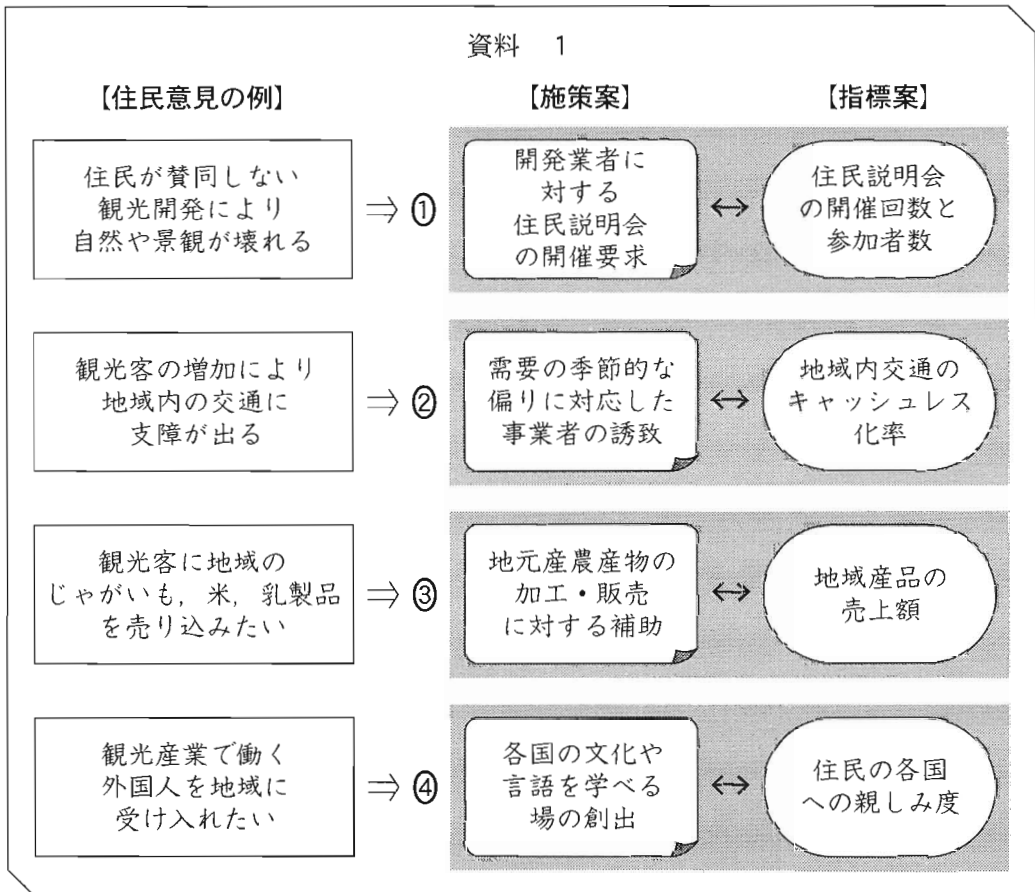 資料 1
【住民意見の例】 【施策案】 【指標案】
住民が賛同しない
観光開発により
自然や景観が壊れる
⇒ ①
開発業者に
対する
住民説明会
の開催要求
↔
住民説明会
の開催回数と
参加者数
観光客の増加により
地域内の交通に
支障が出る
⇒ ②
需要の季節的な
偏りに対応した
事業者の誘致
↔
地域内交通の
キャッシュレス
化率
観光客に地域の
じゃがいも，米，乳製品
を売り込みたい
⇒ ③
地元産農産物の
加工・販売
に対する補助
↔
地域産品の
売上額
観光産業で働く
外国人を地域に
受け入れたい
⇒ ④
各国の文化や
言語を学べる
場の創出
↔
住民の各国
への親しみ度